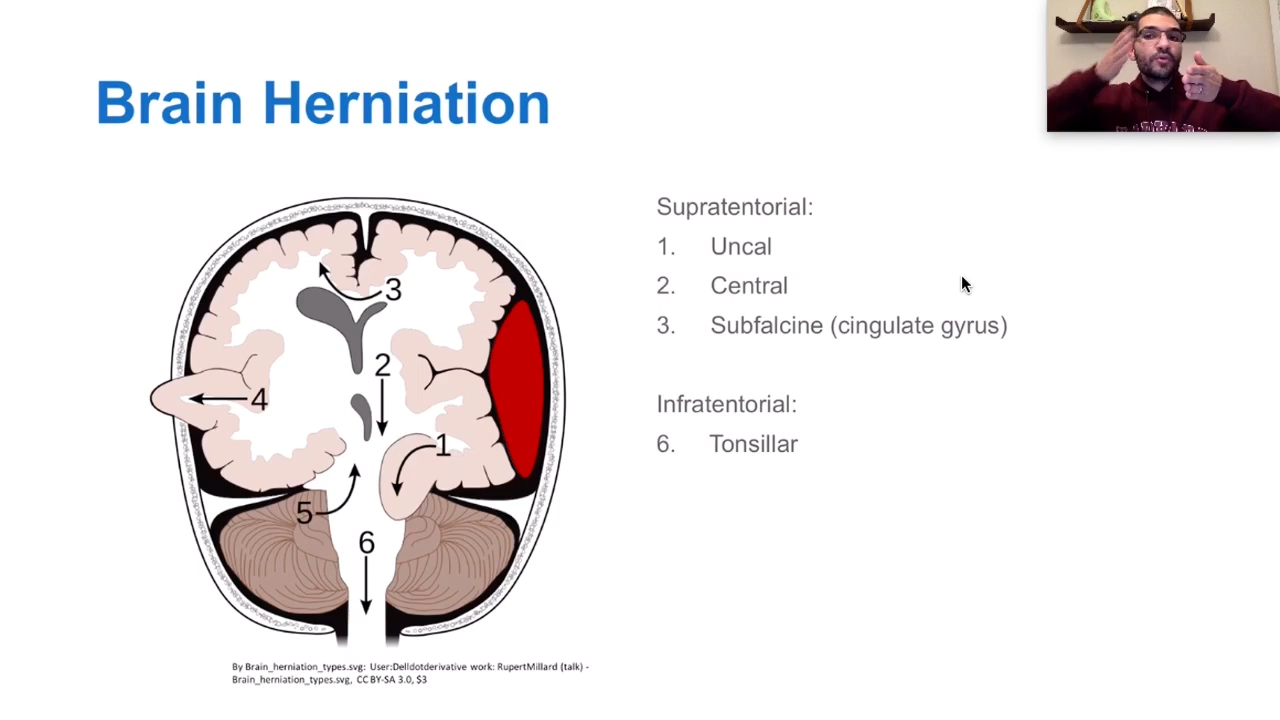 Brain Herniation
Supratentorial:
1. Uncal
2. Central
3. Subfalcine (cingulate gyrus)
Infratentorial:
6. Tonsillar
3
2
4
1
5
6
By Brain_herniation_types.svg: User:Delldotderivative work: RupertMillard (talk) -
Brain_herniation_types.svg, CC BY-SA 3.0, $3